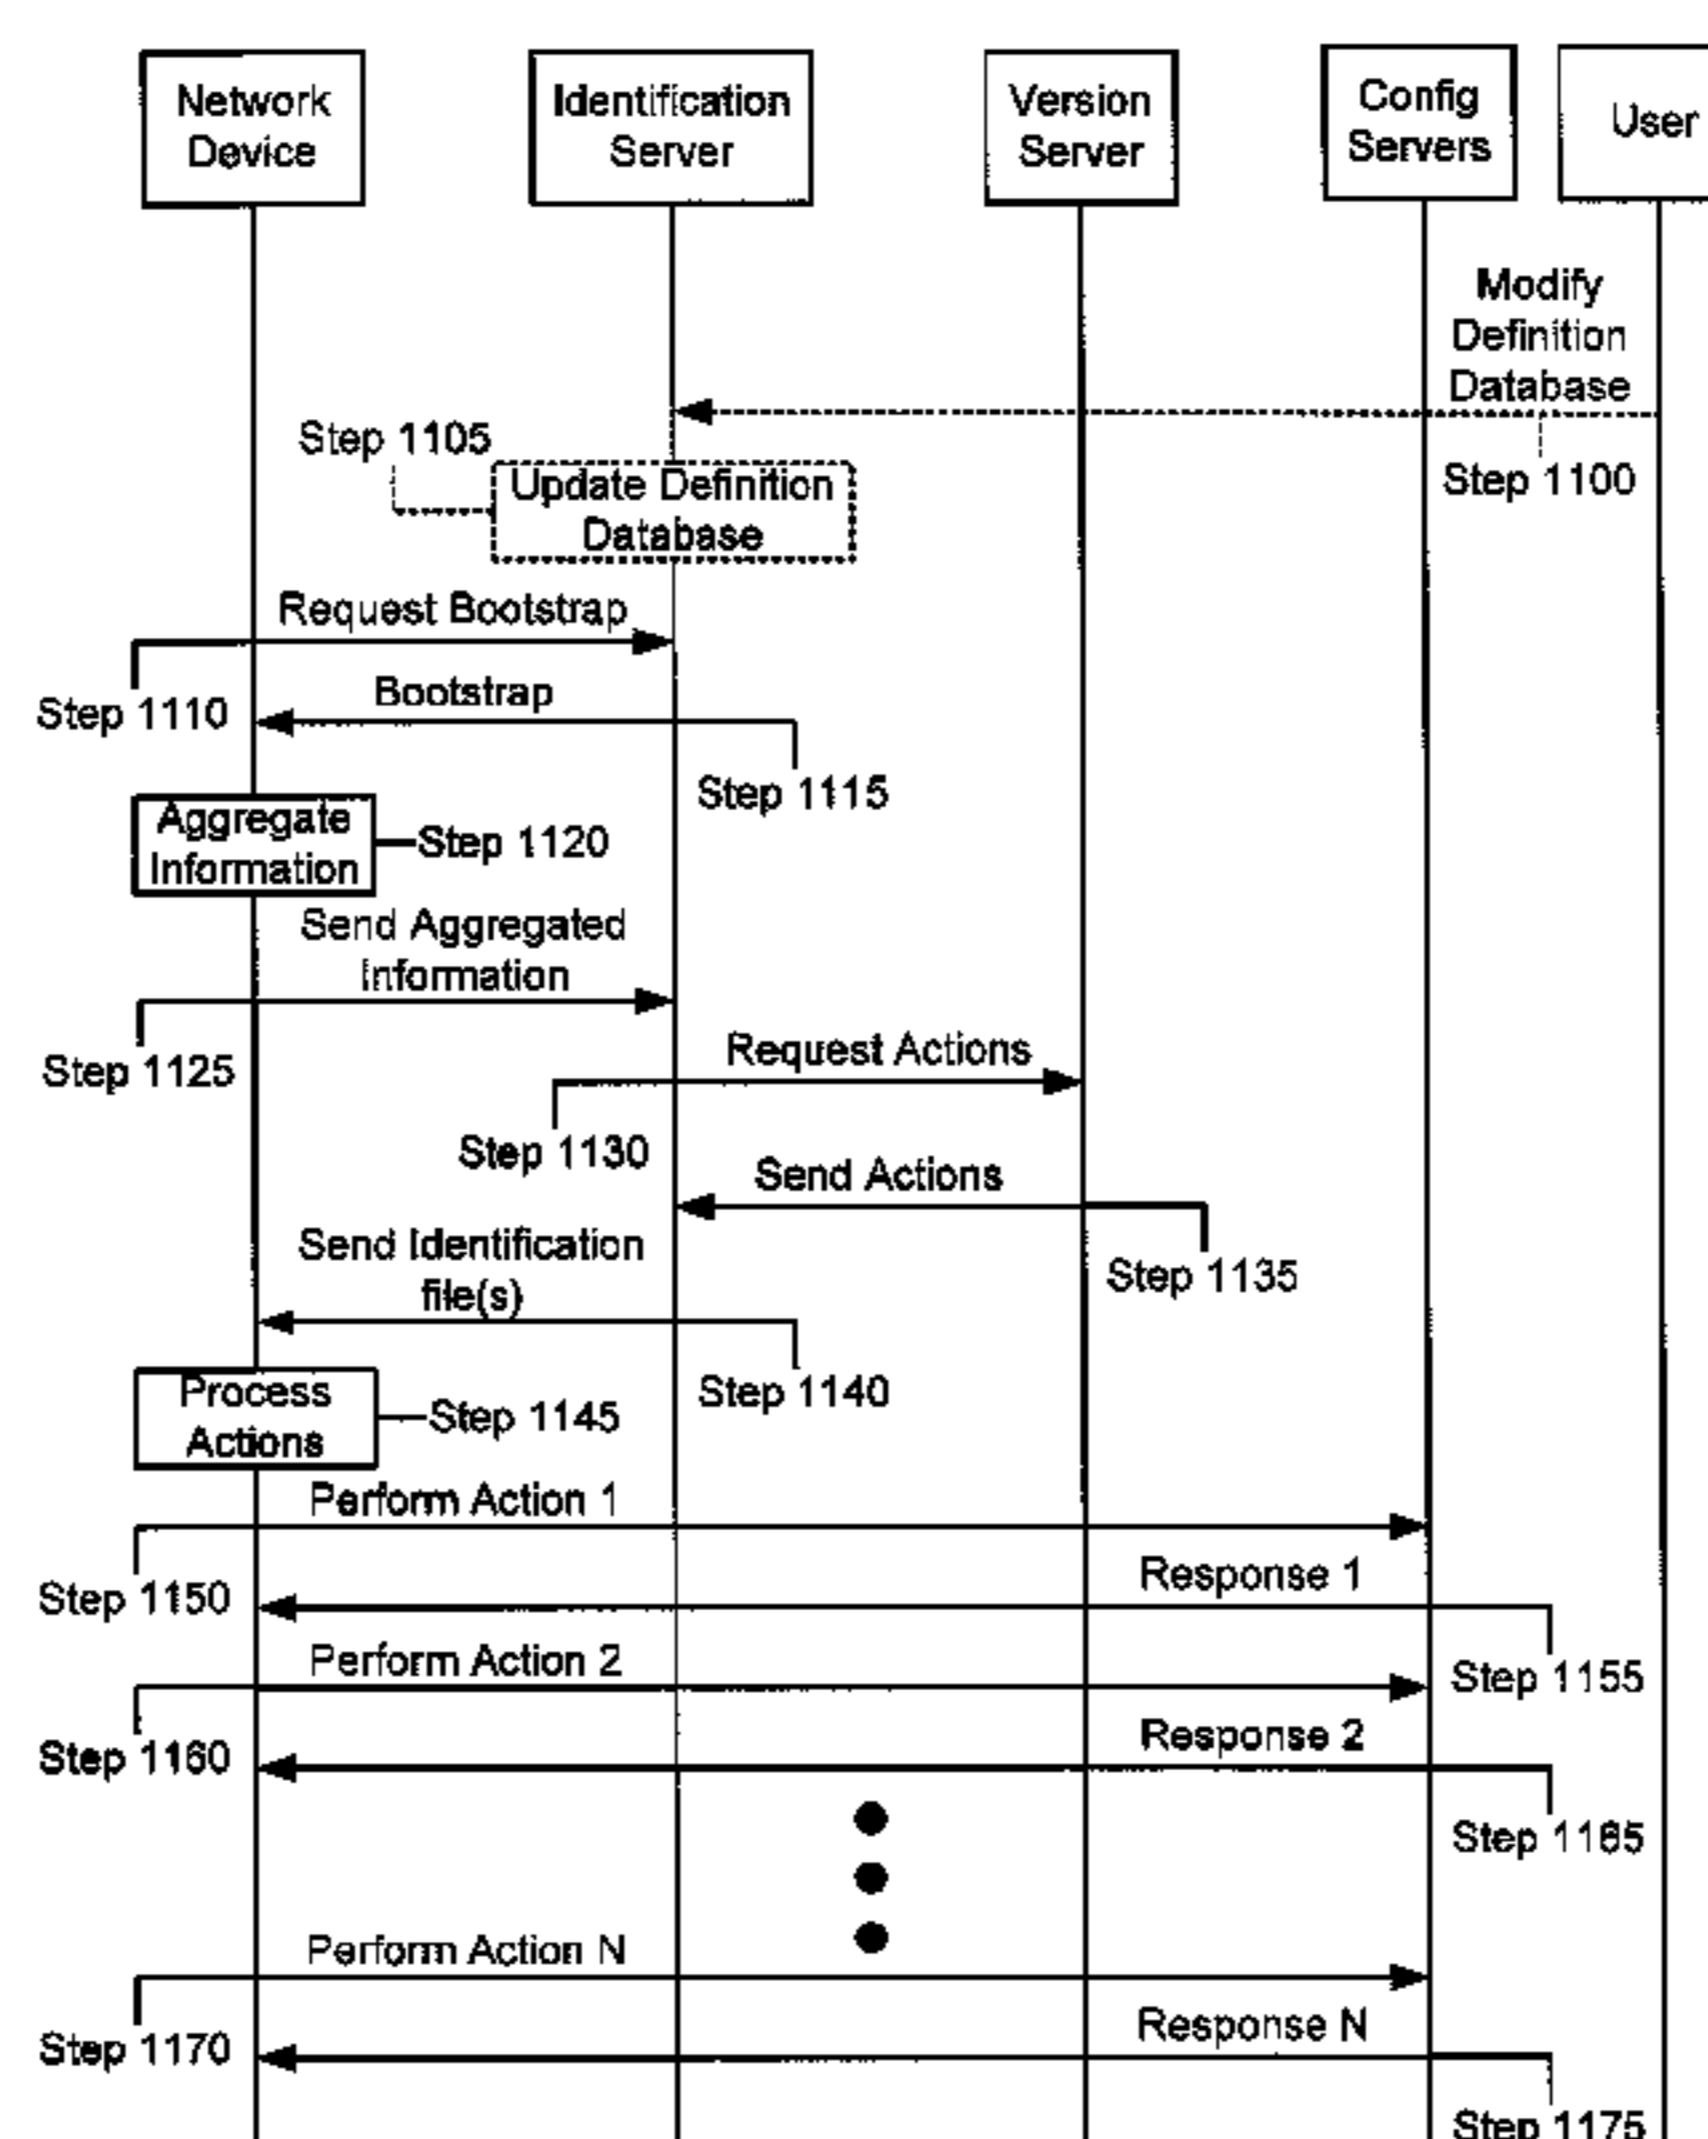 Network
Device
Identification
Server
Version
Server
Config
Servers
User
Modify
Definition
Database
Step 1100
Step 1105
Update Definition
Database
Request Bootstrap
Step 1110
Bootstrap
Step 1115
Aggregate
Information
Step 1120
Send Aggregated
Information
Step 1125
Request Actions
Step 1130
Send Actions
Step 1135
Send Identification
file(s)
Step 1140
Process
Actions
Step 1145
Perform Action 1
Step 1150
Response 1
Step 1155
Perform Action 2
Step 1160
Response 2
Step 1165
Perform Action N
Step 1170
Response N
Step 1175